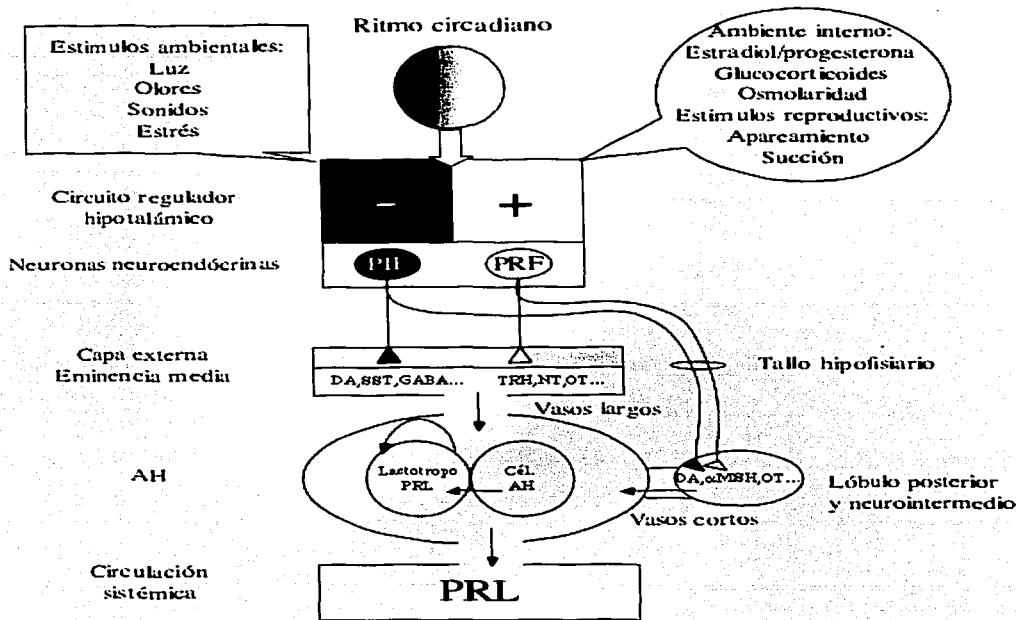 Ritmo circadiano
Estimulos ambientales:
Luz
Olores
Sonidos
Estrés
Ambiente interno:
Estradiol/progesterona
Glucocorticoides
Osmolaridad
Estimulos reproductivos:
Apareamiento
Succión
Circuito regulador
hipotalámico
-
+
Neuronas neuroendócrinas
PIF
PRF
Capa externa
Eminencia media
DA,SST,GABA...
TRH,NT,OT...
Tallo hipofisiario
Vasos largos
AH
Lactotropo
PRL
Cél.
AH
DA,αMSH,OT...
Lóbulo posterior
y neurointermedio
Vasos cortos
Circulación
sistémica
PRL